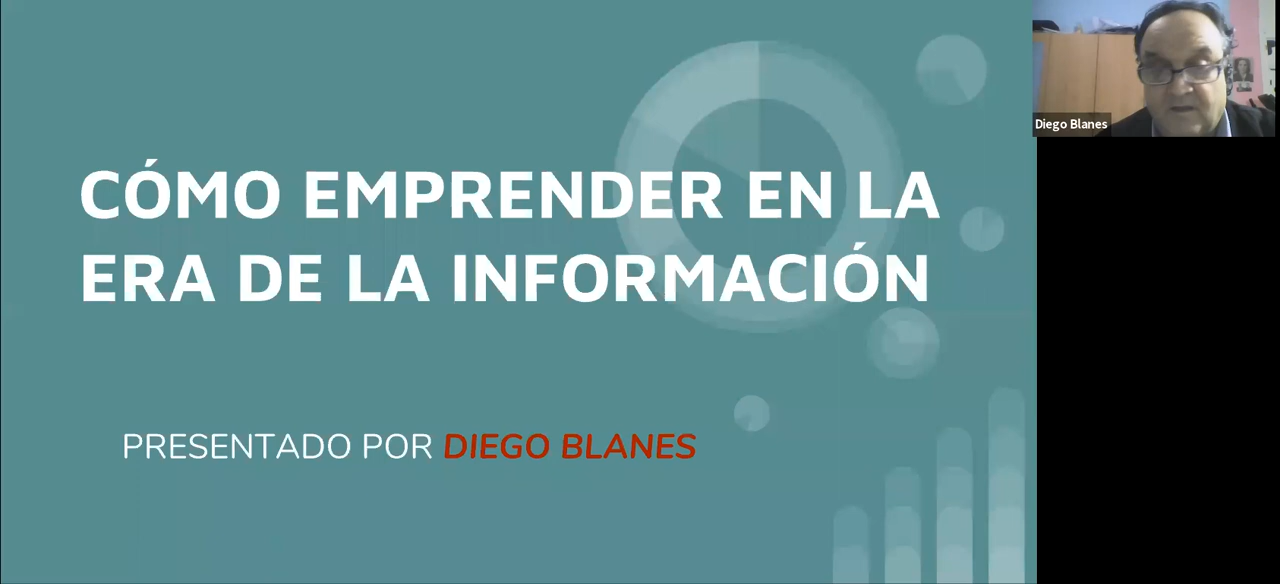 CÓMO EMPRENDER EN LA
ERA DE LA INFORMACIÓN
PRESENTADO POR DIEGO BLANES
Diego Blanes